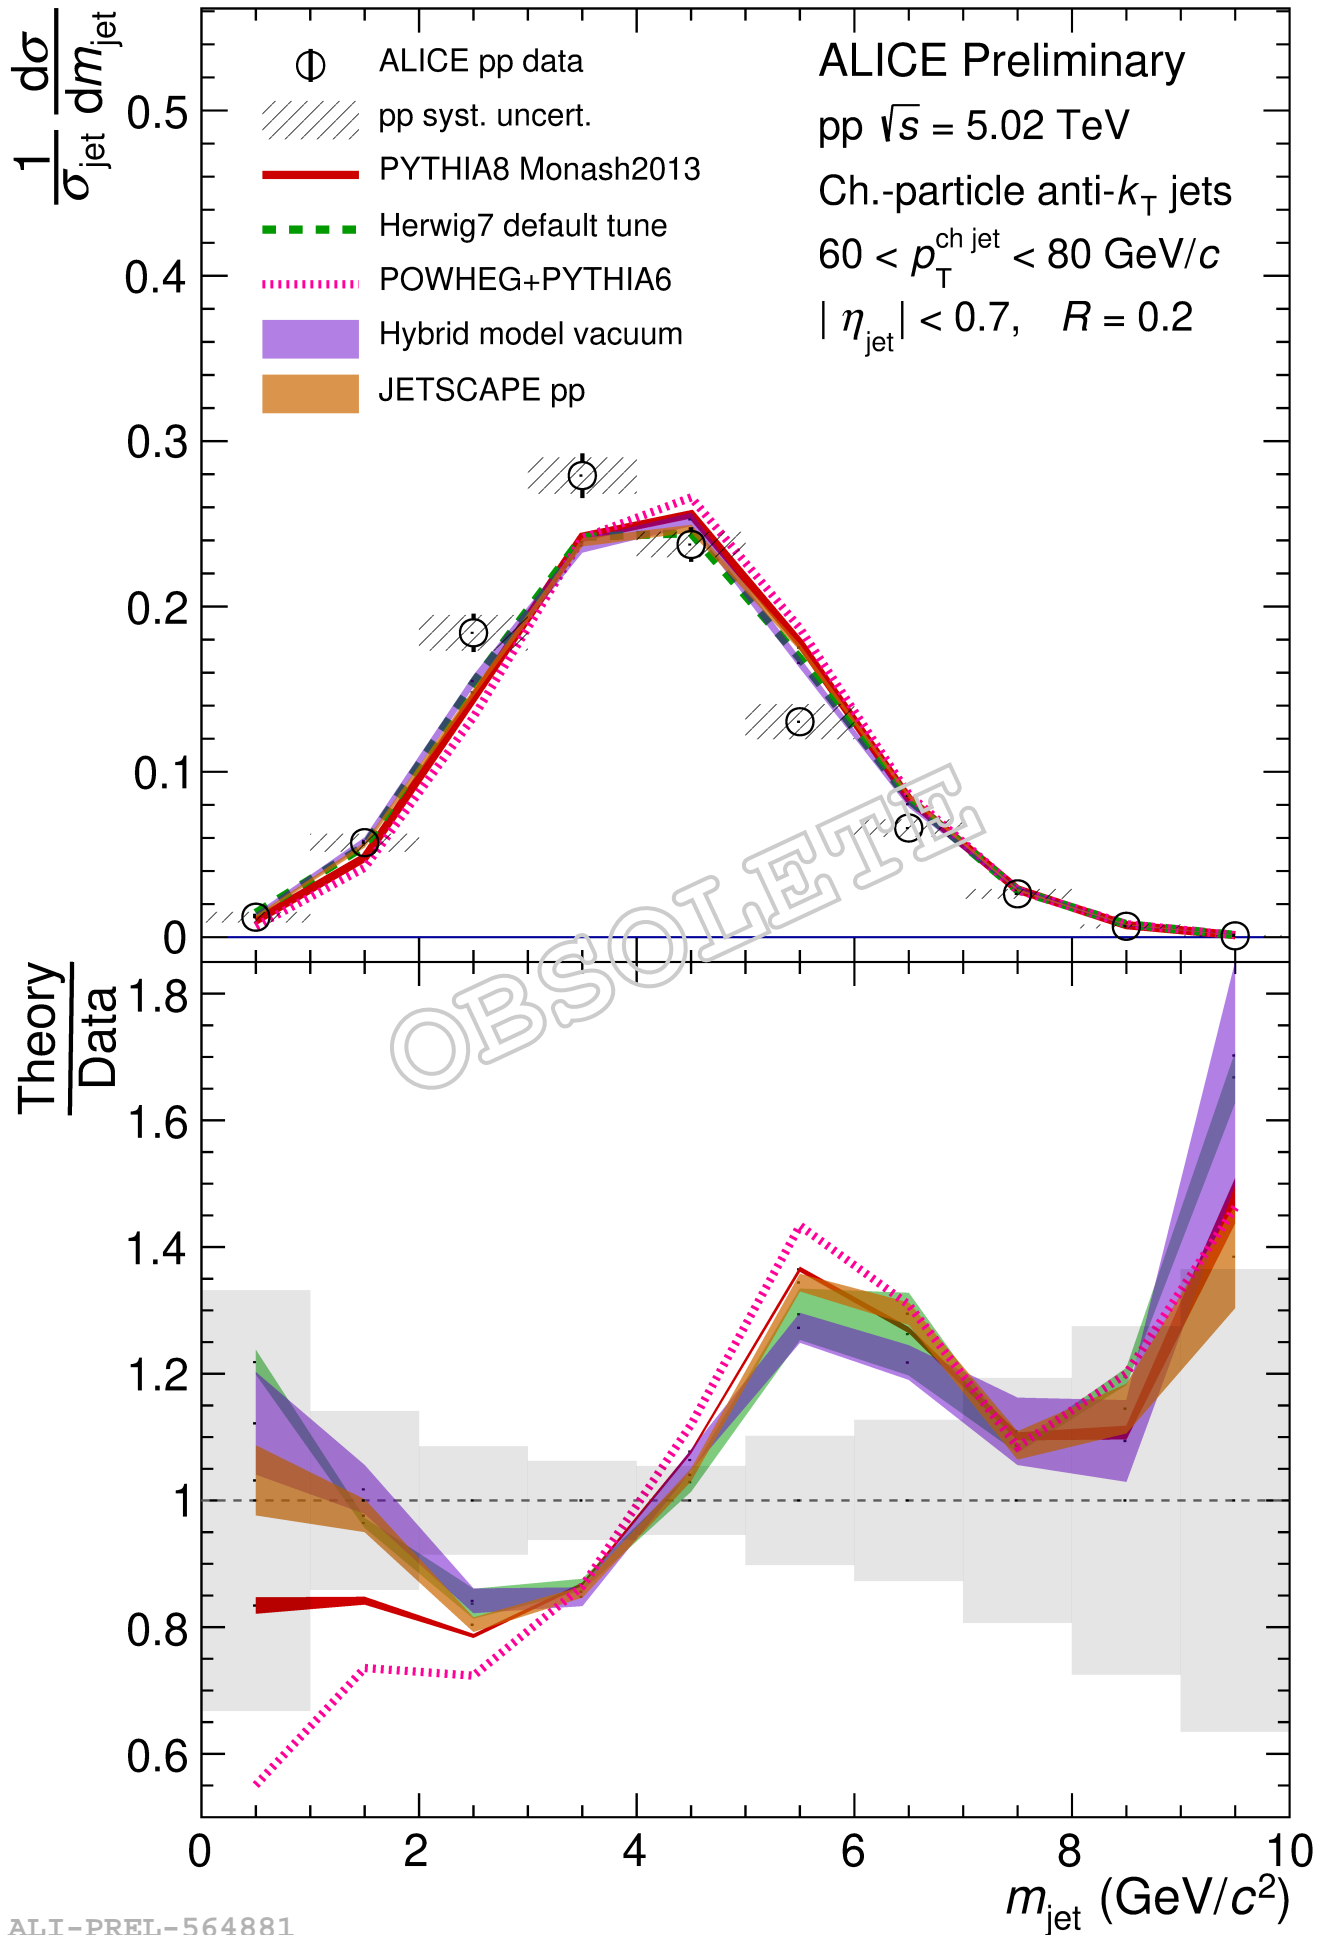 1/σjet dσ/dmjet
ALICE pp data
pp syst. uncert.
PYTHIA8 Monash2013
Herwig7 default tune
POWHEG+PYTHIA6
Hybrid model vacuum
JETSCAPE pp
ALICE Preliminary
pp √s = 5.02 TeV
Ch.-particle anti-kT jets
60 < pT^ch jet < 80 GeV/c
| ηjet| < 0.7, R = 0.2
0.5
0.4
0.3
0.2
0.1
0
OBSOLETE
Theory
Data
1.8
1.6
1.4
1.2
1
0.8
0.6
0 2 4 6 8 10
mjet (GeV/c²)
ALI-PREL-564881